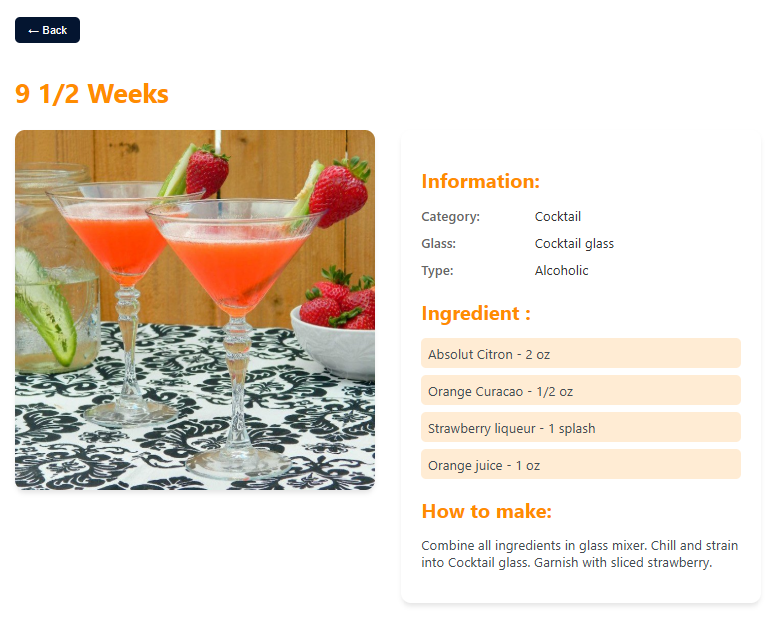 ← Back
9 1/2 Weeks
Information:
Category: Cocktail
Glass: Cocktail glass
Type: Alcoholic
Ingredient :
Absolut Citron - 2 oz
Orange Curacao - 1/2 oz
Strawberry liqueur - 1 splash
Orange juice - 1 oz
How to make:
Combine all ingredients in glass mixer. Chill and strain
into Cocktail glass. Garnish with sliced strawberry.